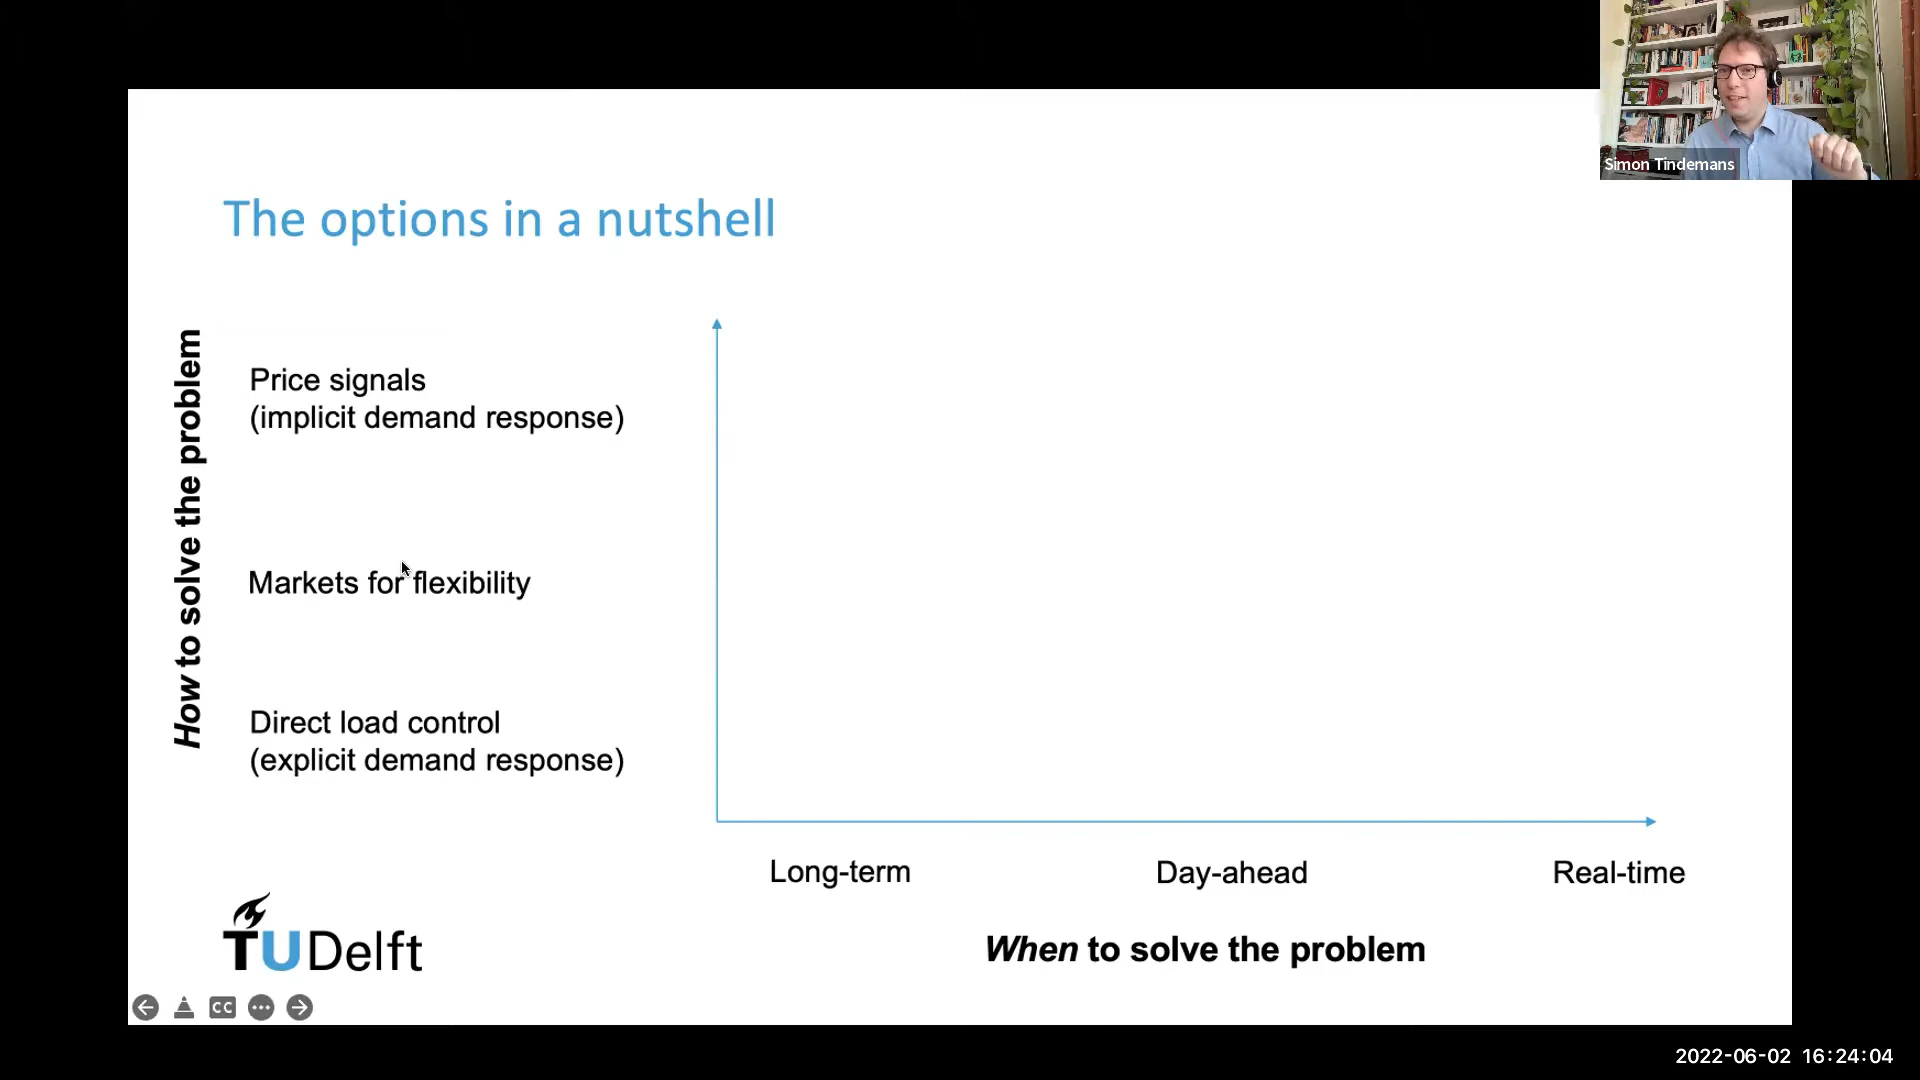 Simon Tindemans
The options in a nutshell
How to solve the problem
Price signals
(implicit demand response)
Markets for flexibility
Direct load control
(explicit demand response)
Long-term
Day-ahead
Real-time
When to solve the problem
TUDelft
CC
2022-06-02 16:24:04